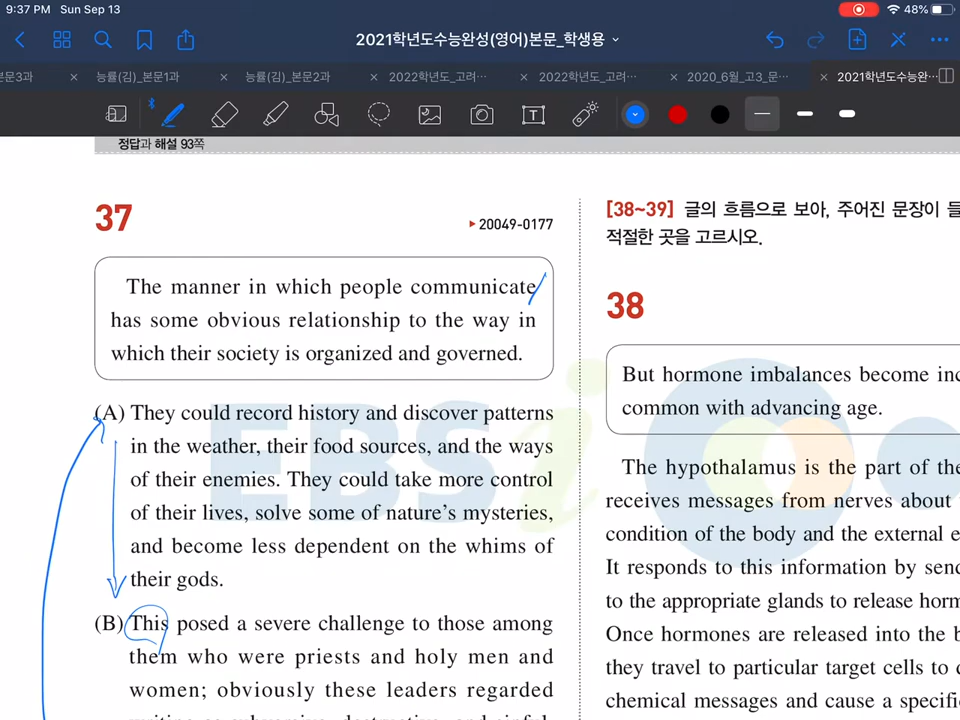 9:37 PM Sun Sep 13
48%
2021학년도수능완성(영어)본문_학생용
본문3과
능률(김)_본문1과
능률(김)_본문2과
2022학년도_고려…
2022학년도_고려…
2020_6월_고3_문…
2021학년도수능완…
정답과 해설 93쪽
37
20049-0177
The manner in which people communicate
has some obvious relationship to the way in
which their society is organized and governed.
(A) They could record history and discover patterns
in the weather, their food sources, and the ways
of their enemies. They could take more control
of their lives, solve some of nature's mysteries,
and become less dependent on the whims of
their gods.
(B) This posed a severe challenge to those among
them who were priests and holy men and
women; obviously these leaders regarded
[38~39] 글의 흐름으로 보아, 주어진 문장이
적절한 곳을 고르시오.
38
But hormone imbalances become
common with advancing age.
The hypothalamus is the part of the
receives messages from nerves about
condition of the body and the external
It responds to this information by
to the appropriate glands to release
Once hormones are released into the
they travel to particular target cells to
chemical messages and cause a
EBSi